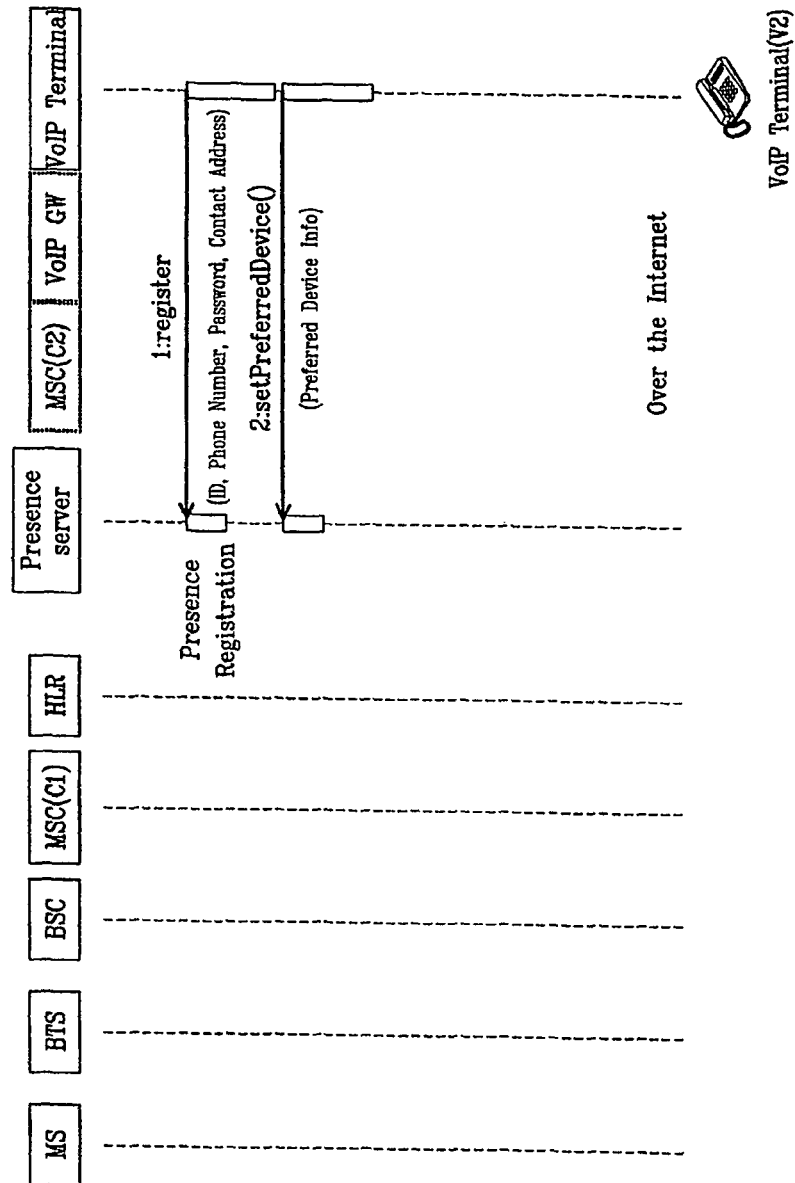 MS
BTS
BSC
MSC(C1)
HLR
Presence
server
MSC(C2)
VoIP GW
VoIP Terminal
1:register
(ID, Phone Number, Password, Contact Address)
Presence
Registration
2:setPreferredDevice()
(Preferred Device Info)
Over the Internet
VoIP Terminal(V2)